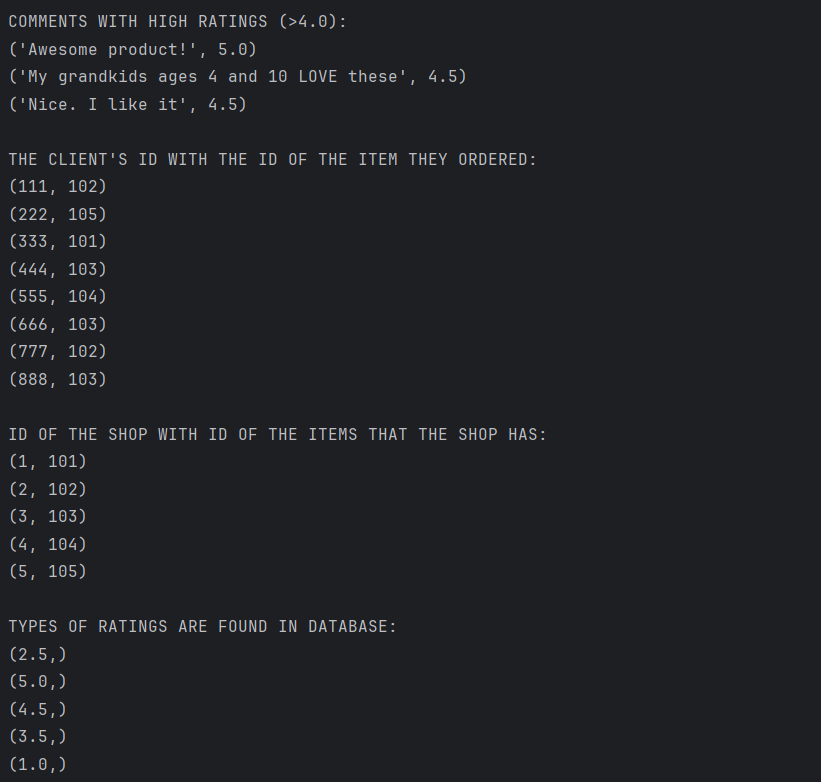 COMMENTS WITH HIGH RATINGS (>4.0):
('Awesome product!', 5.0)
('My grandkids ages 4 and 10 LOVE these', 4.5)
('Nice. I like it', 4.5)
THE CLIENT'S ID WITH THE ID OF THE ITEM THEY ORDERED:
(111, 102)
(222, 105)
(333, 101)
(444, 103)
(555, 104)
(666, 103)
(777, 102)
(888, 103)
ID OF THE SHOP WITH ID OF THE ITEMS THAT THE SHOP HAS:
(1, 101)
(2, 102)
(3, 103)
(4, 104)
(5, 105)
TYPES OF RATINGS ARE FOUND IN DATABASE:
(2.5,)
(5.0,)
(4.5,)
(3.5,)
(1.0,)